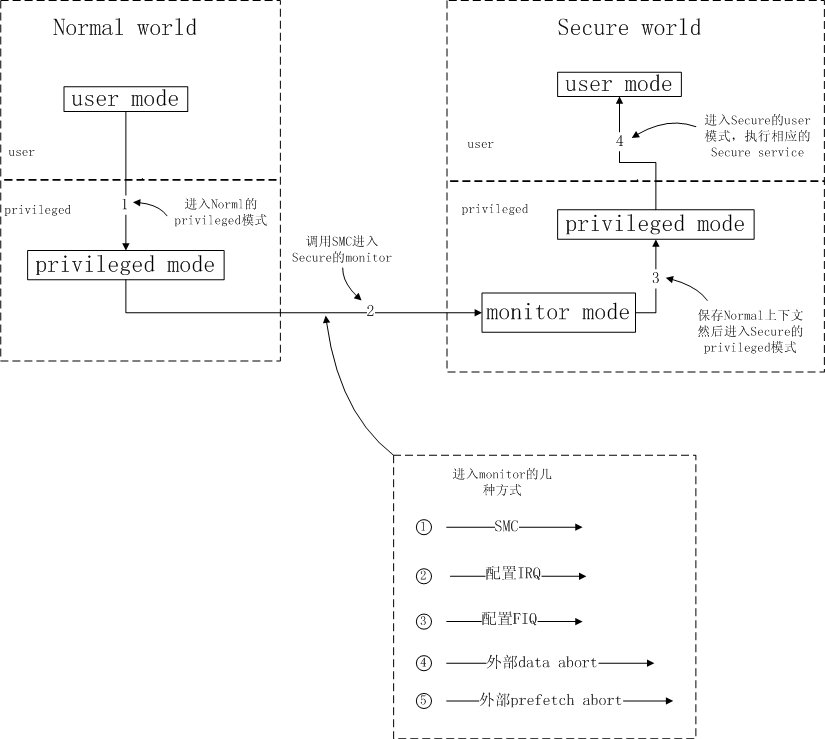 Normal world
user mode
user
privileged
1
进入Norml的
privileged模式
privileged mode
调用SMC进入
Secure的monitor
2
Secure world
user mode
4
进入Secure的user
模式，执行相应的
Secure service
user
privileged
privileged mode
3
monitor mode
保存Normal上下文
然后进入Secure的
privileged模式
进入monitor的几
种方式
① SMC
② 配置IRQ
③ 配置FIQ
④ 外部data abort
⑤ 外部prefetch abort